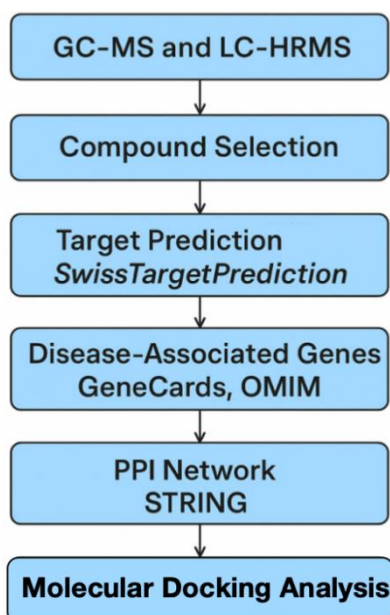 GC-MS and LC-HRMS
Compound Selection
Target Prediction
SwissTargetPrediction
Disease-Associated Genes
GeneCards, OMIM
PPI Network
STRING
Molecular Docking Analysis